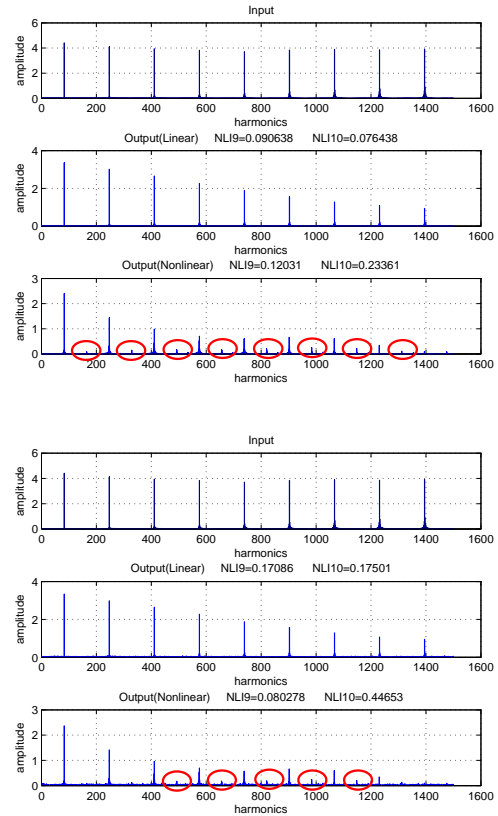 Input
6
4
2
0
amplitude
0 200 400 600 800 1000 1200 1400 1600
harmonics
Output(Linear) NLI9=0.090638 NLI10=0.076438
4
2
0
amplitude
0 200 400 600 800 1000 1200 1400 1600
harmonics
Output(Nonlinear) NLI9=0.12031 NLI10=0.23361
3
2
1
0
amplitude
0 200 400 600 800 1000 1200 1400 1600
harmonics
Input
6
4
2
0
amplitude
0 200 400 600 800 1000 1200 1400 1600
harmonics
Output(Linear) NLI9=0.17086 NLI10=0.17501
4
2
0
amplitude
0 200 400 600 800 1000 1200 1400 1600
harmonics
Output(Nonlinear) NLI9=0.080278 NLI10=0.44653
3
2
1
0
amplitude
0 200 400 600 800 1000 1200 1400 1600
harmonics